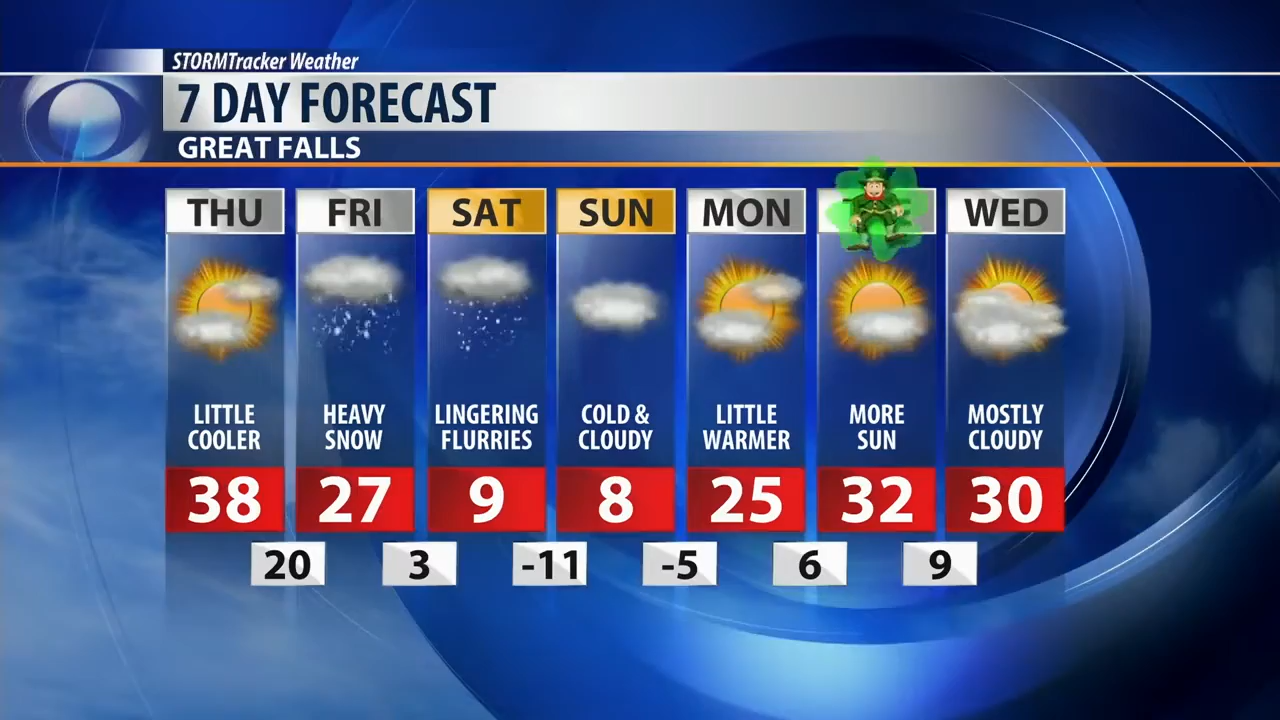 STORMTracker Weather
7 DAY FORECAST
GREAT FALLS
THU
FRI
SAT
SUN
MON
WED
LITTLE
COOLER
HEAVY
SNOW
LINGERING
FLURRIES
COLD &
CLOUDY
LITTLE
WARMER
MORE
SUN
MOSTLY
CLOUDY
38
27
9
8
25
32
30
20
3
-11
-5
6
9